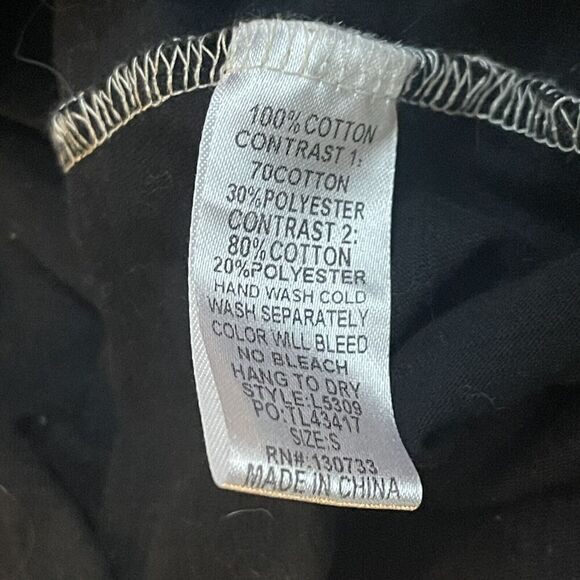 100% COTTON
CONTRAST 1:
70COTTON
30%POLYESTER
CONTRAST 2:
80% COTTON
20%POLYESTER
HAND WASH COLD
WASH SEPARATELY
COLOR WILL BLEED
NO BLEACH
HANG TO DRY
STYLE:L5309
PO:TL43417
SIZE:S
RN#:130733
MADE IN CHINA